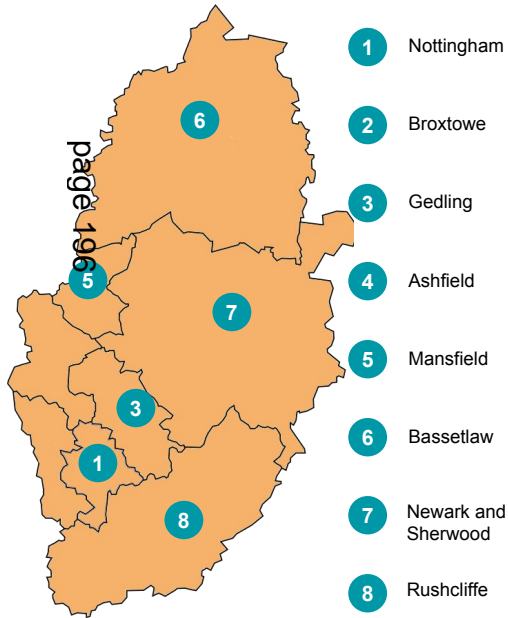 6
page 196
5
7
3
1
8
1 Nottingham
2 Broxtowe
3 Gedling
4 Ashfield
5 Mansfield
6 Bassetlaw
7 Newark and
Sherwood
8 Rushcliffe